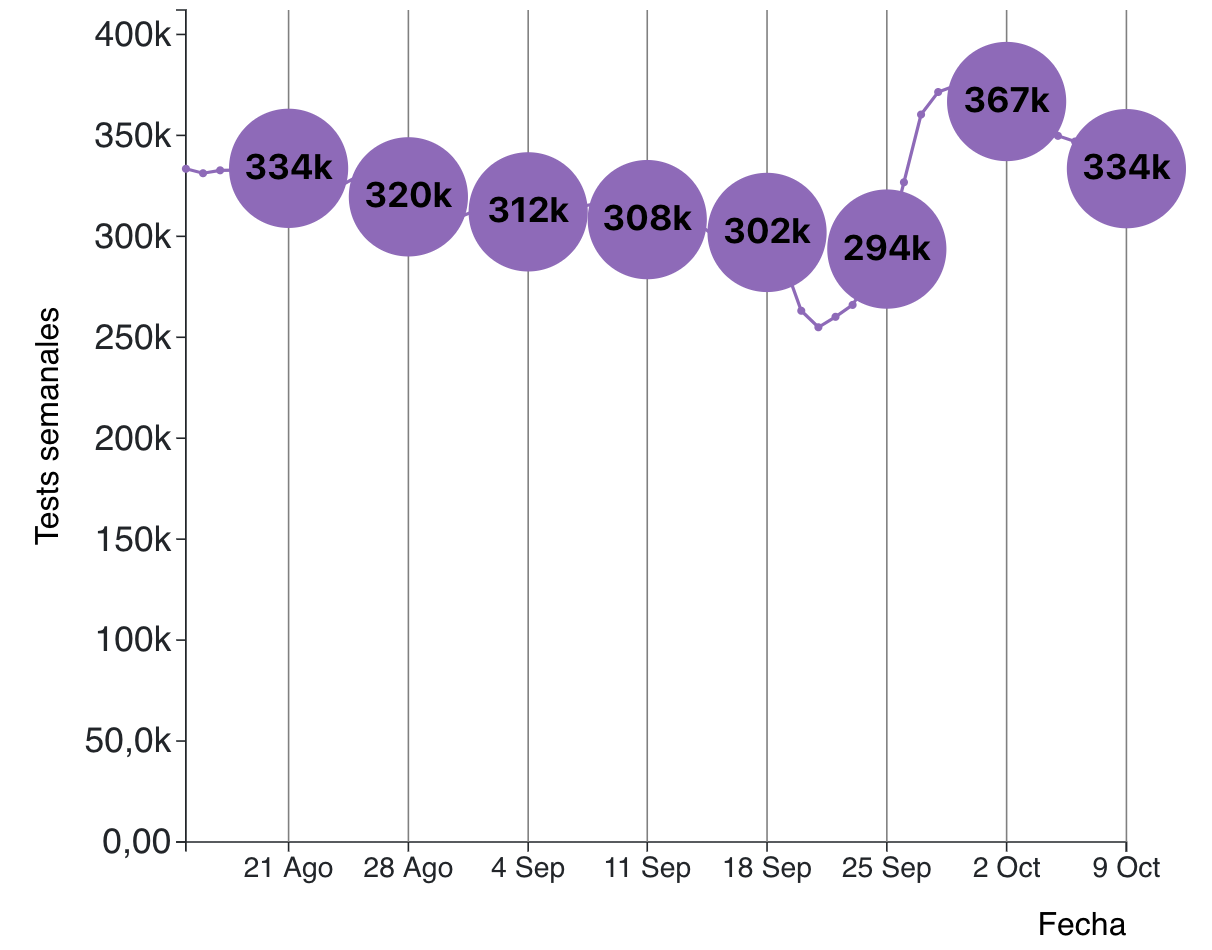 400k
350k
300k
250k
200k
150k
100k
50,0k
0,00
Tests semanales
334k
320k
312k
308k
302k
294k
367k
334k
21 Ago
28 Ago
4 Sep
11 Sep
18 Sep
25 Sep
2 Oct
9 Oct
Fecha